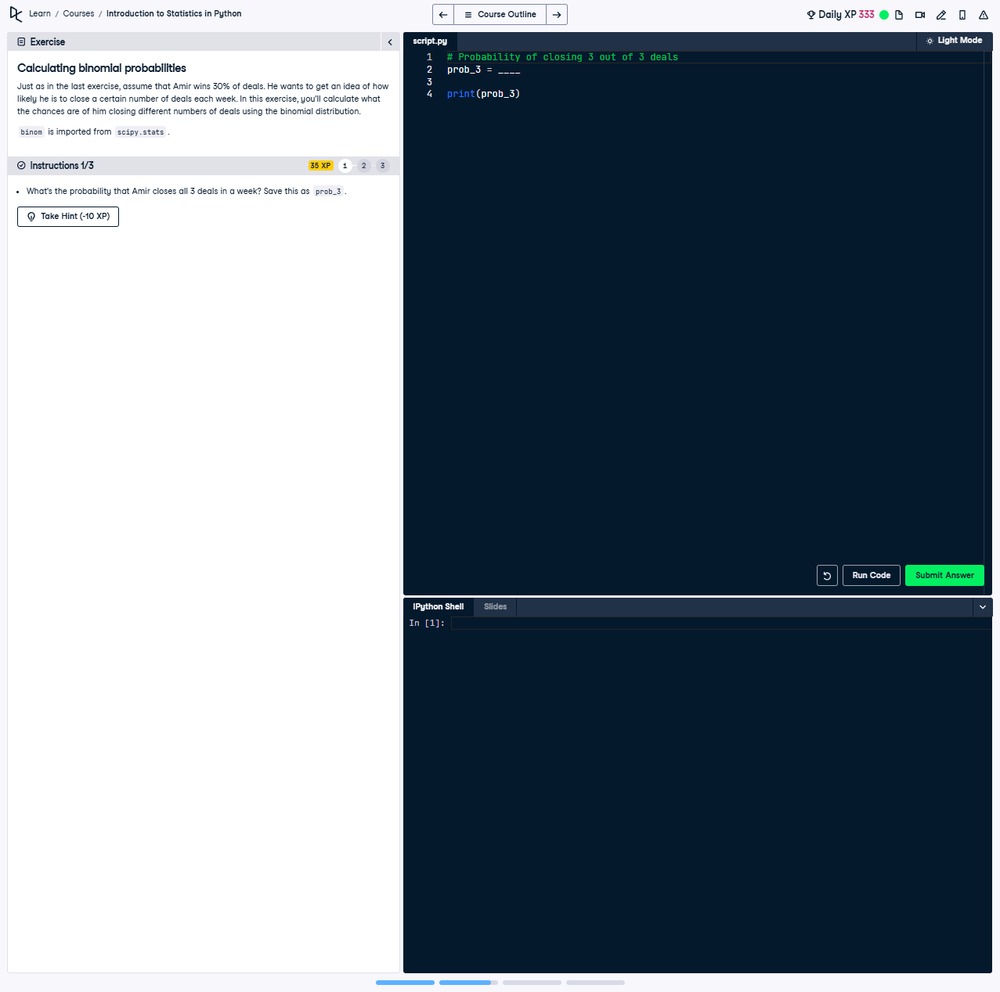 Learn / Courses / Introduction to Statistics in Python
Course Outline
Daily XP 333
Exercise
Calculating binomial probabilities
Just as in the last exercise, assume that Amir wins 30% of deals. He wants to get an idea of how
likely he is to close a certain number of deals each week. In this exercise, you'll calculate what
the chances are of him closing different numbers of deals using the binomial distribution.
binom is imported from scipy.stats.
Instructions 1/3
35 XP
1 2 3
What's the probability that Amir closes all 3 deals in a week? Save this as prob_3.
Take Hint (-10 XP)
script.py
Light Mode
1 # Probability of closing 3 out of 3 deals
2 prob_3 = ____
3
4 print(prob_3)
Run Code
Submit Answer
IPython Shell
Slides
In [1]: